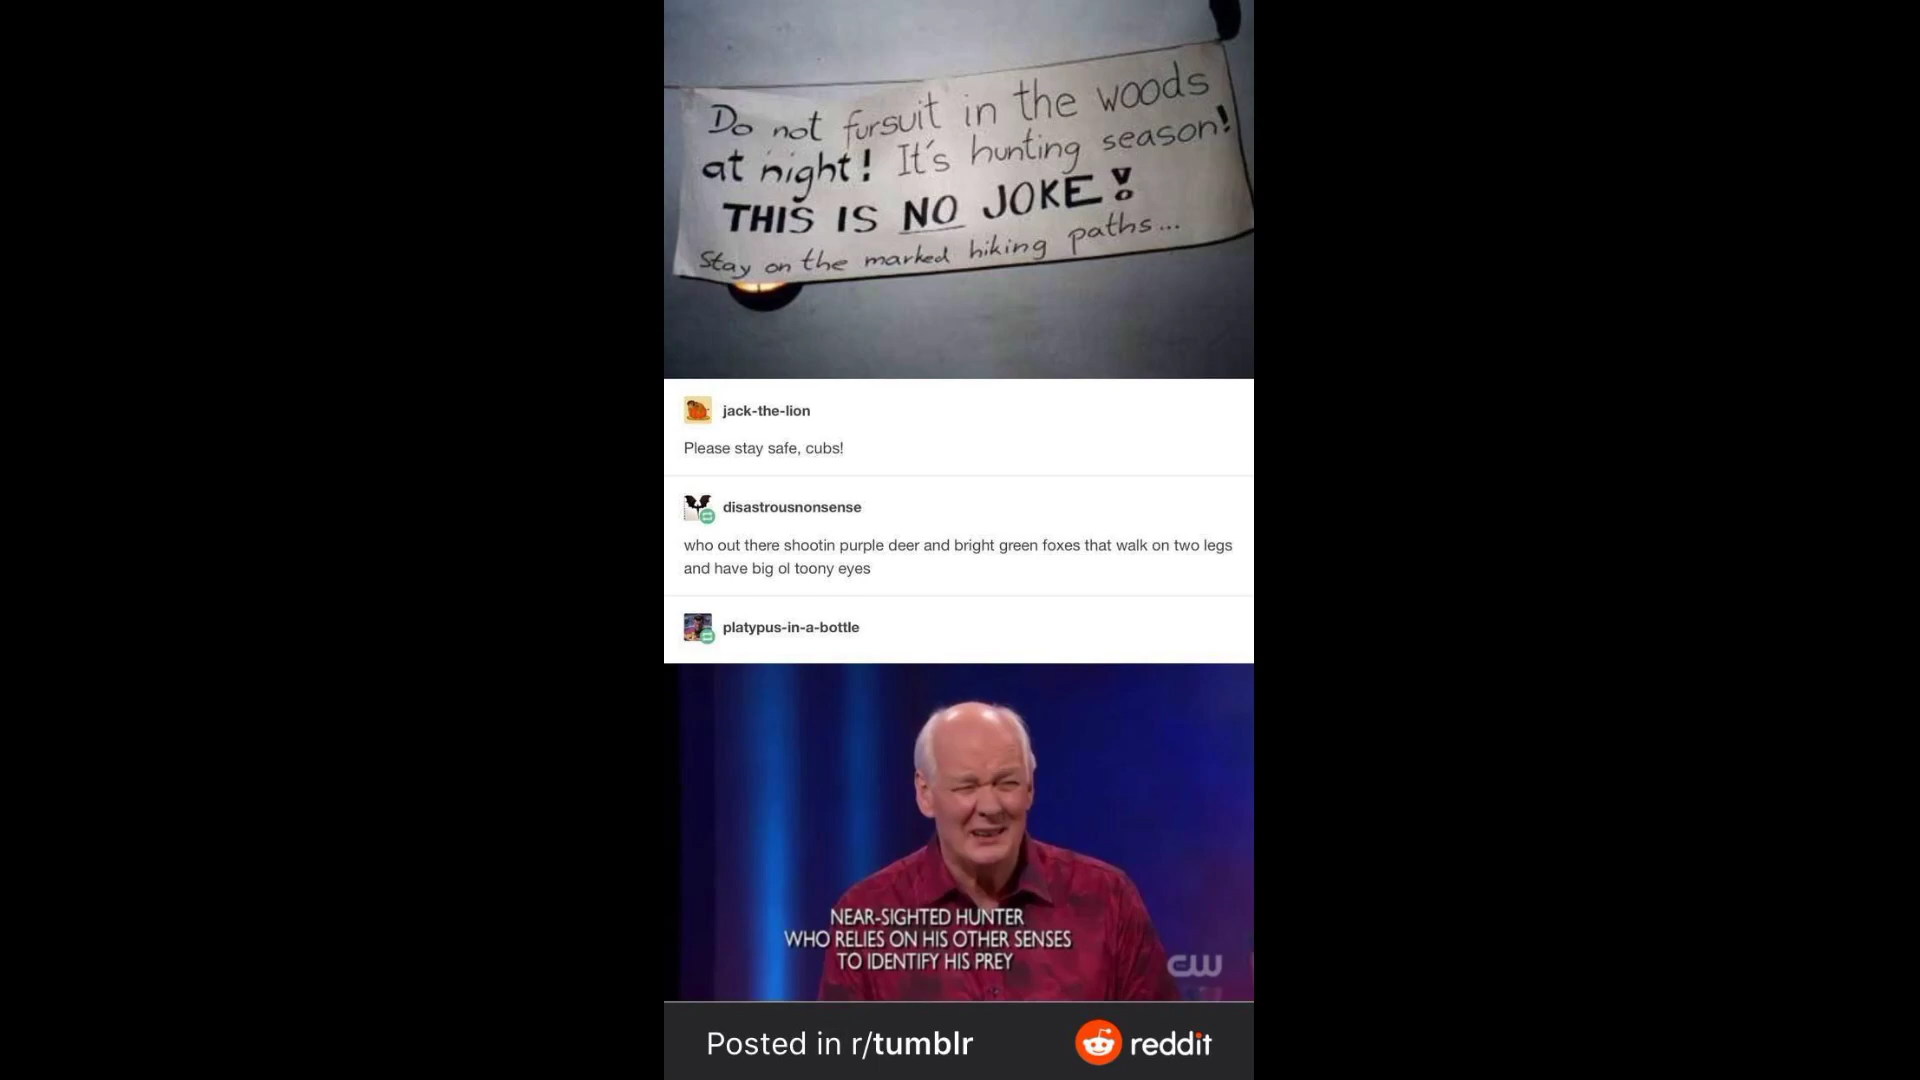 Do not fursuit in the woods
at night! It's hunting season!
THIS IS NO JOKE!
Stay on the marked hiking paths...
jack-the-lion
Please stay safe, cubs!
disastrousnonsense
who out there shootin purple deer and bright green foxes that walk on two legs
and have big ol toony eyes
platypus-in-a-bottle
NEAR-SIGHTED HUNTER
WHO RELIES ON HIS OTHER SENSES
TO IDENTIFY HIS PREY
CW
Posted in r/tumblr
reddit